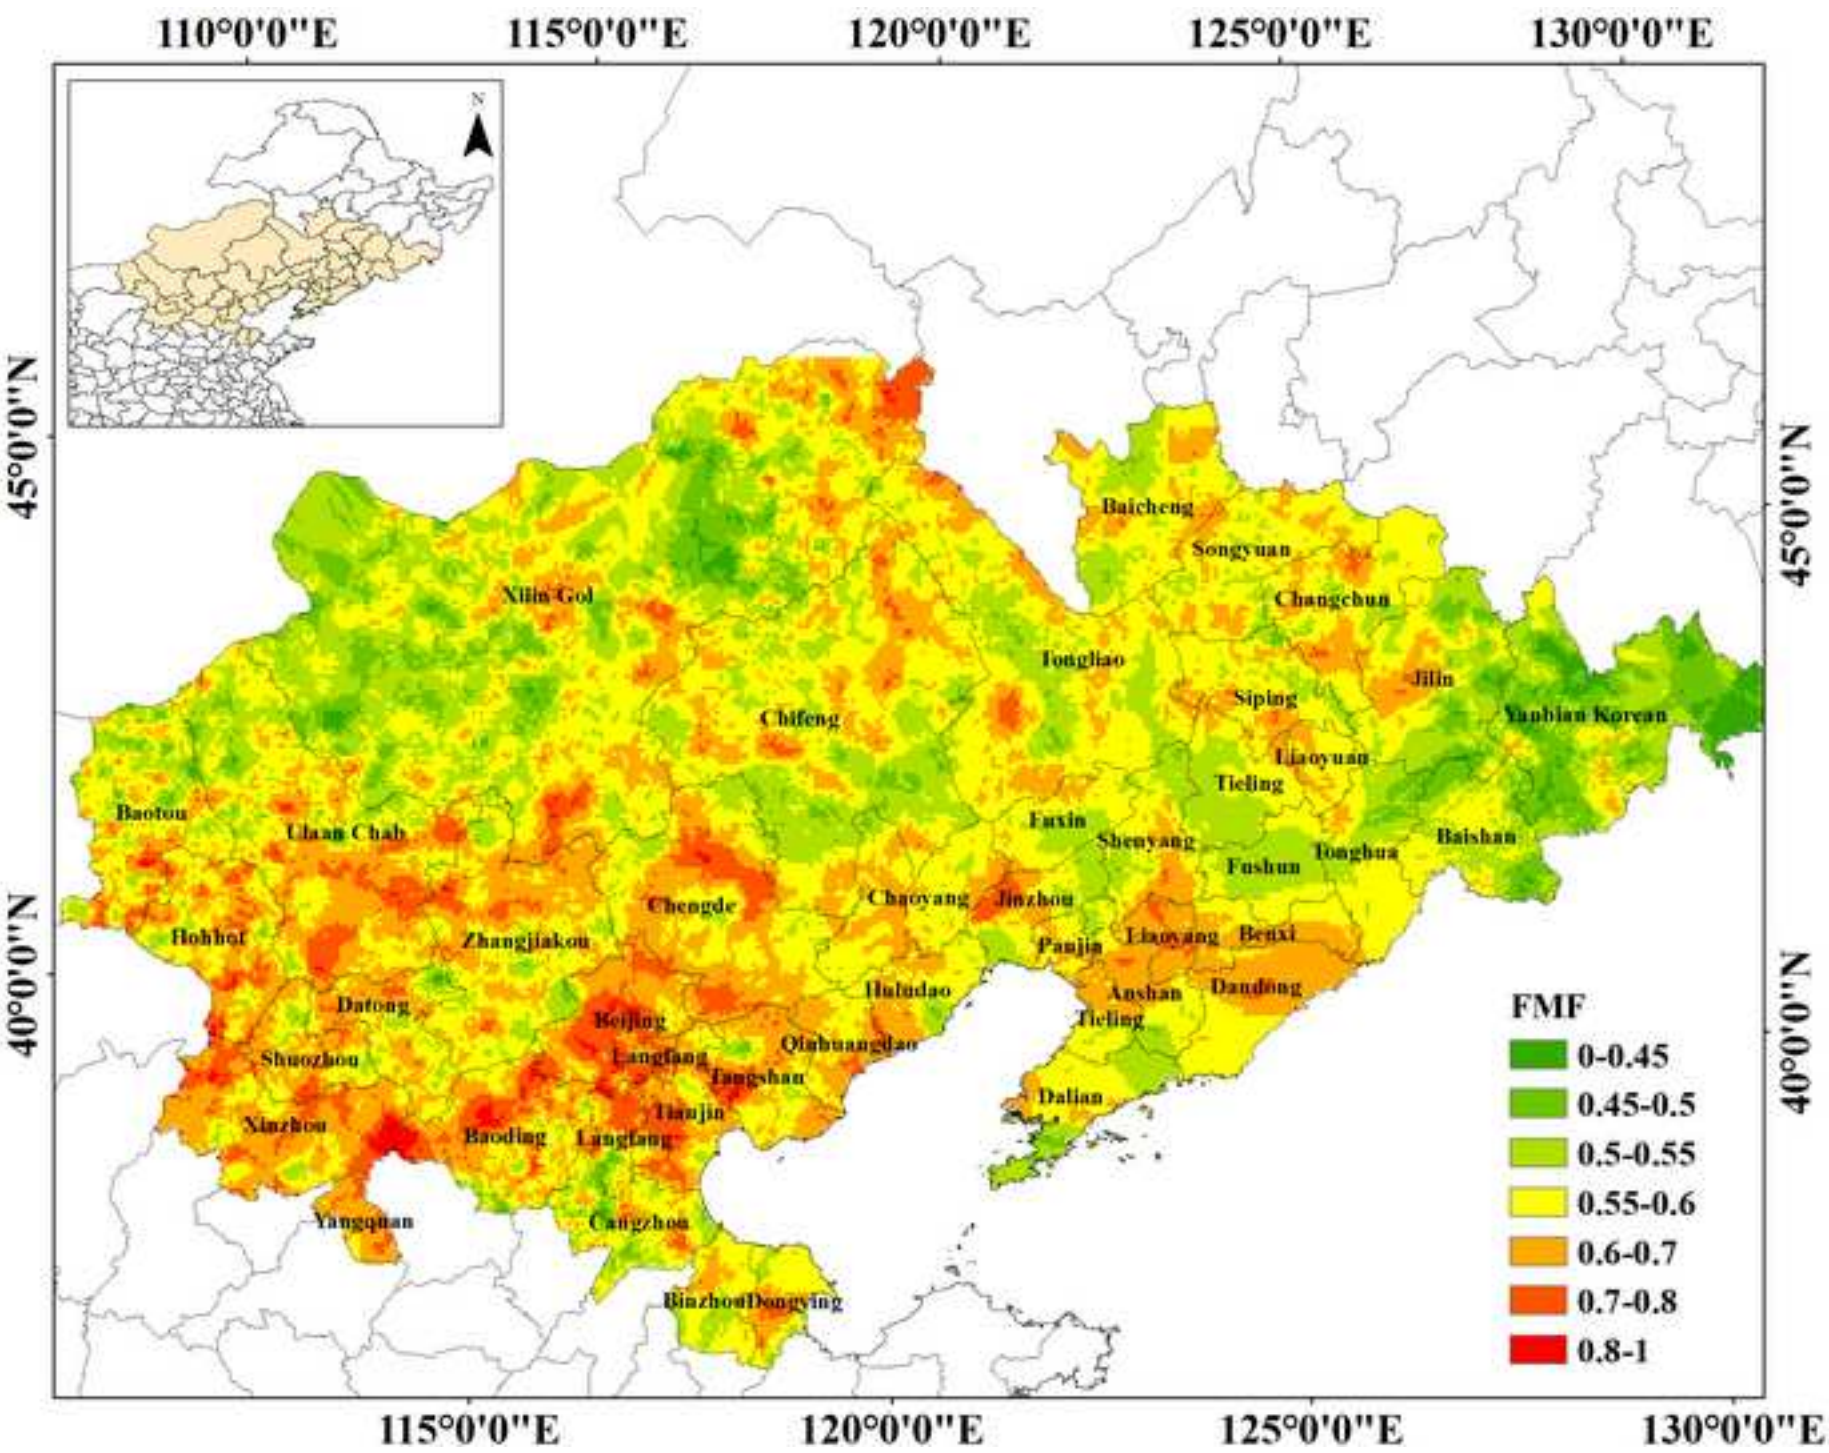 110°0'0"E 115°0'0"E 120°0'0"E 125°0'0"E 130°0'0"E
N
45°0'0"N
45°0'0"N
40°0'0"N
40°0'0"N
Baicheng
Songyuan
Xilin Gol
Changchun
Tongliao
Jilin
Siping
Chifeng
Yanbian Korean
Liaoyuan
Tieling
Baotou
Ulaan Chab
Fuxin
Shenyang
Baishan
Tonghua
Fushun
Chengde
Chaoyang
Jinzhou
Hohhot
Zhangjiakou
Panjin
Liaoyang
Benxi
Huludao
Anshan
Dandong
Datong
Beijing
Tieling
Qinhuangdao
Shuozhou
Langfang
Tangshan
Dalian
Tianjin
Xinzhou
Baoding
Langfang
Yangquan
Cangzhou
Binzhou
Dongying
FMF
0-0.45
0.45-0.5
0.5-0.55
0.55-0.6
0.6-0.7
0.7-0.8
0.8-1
115°0'0"E 120°0'0"E 125°0'0"E 130°0'0"E